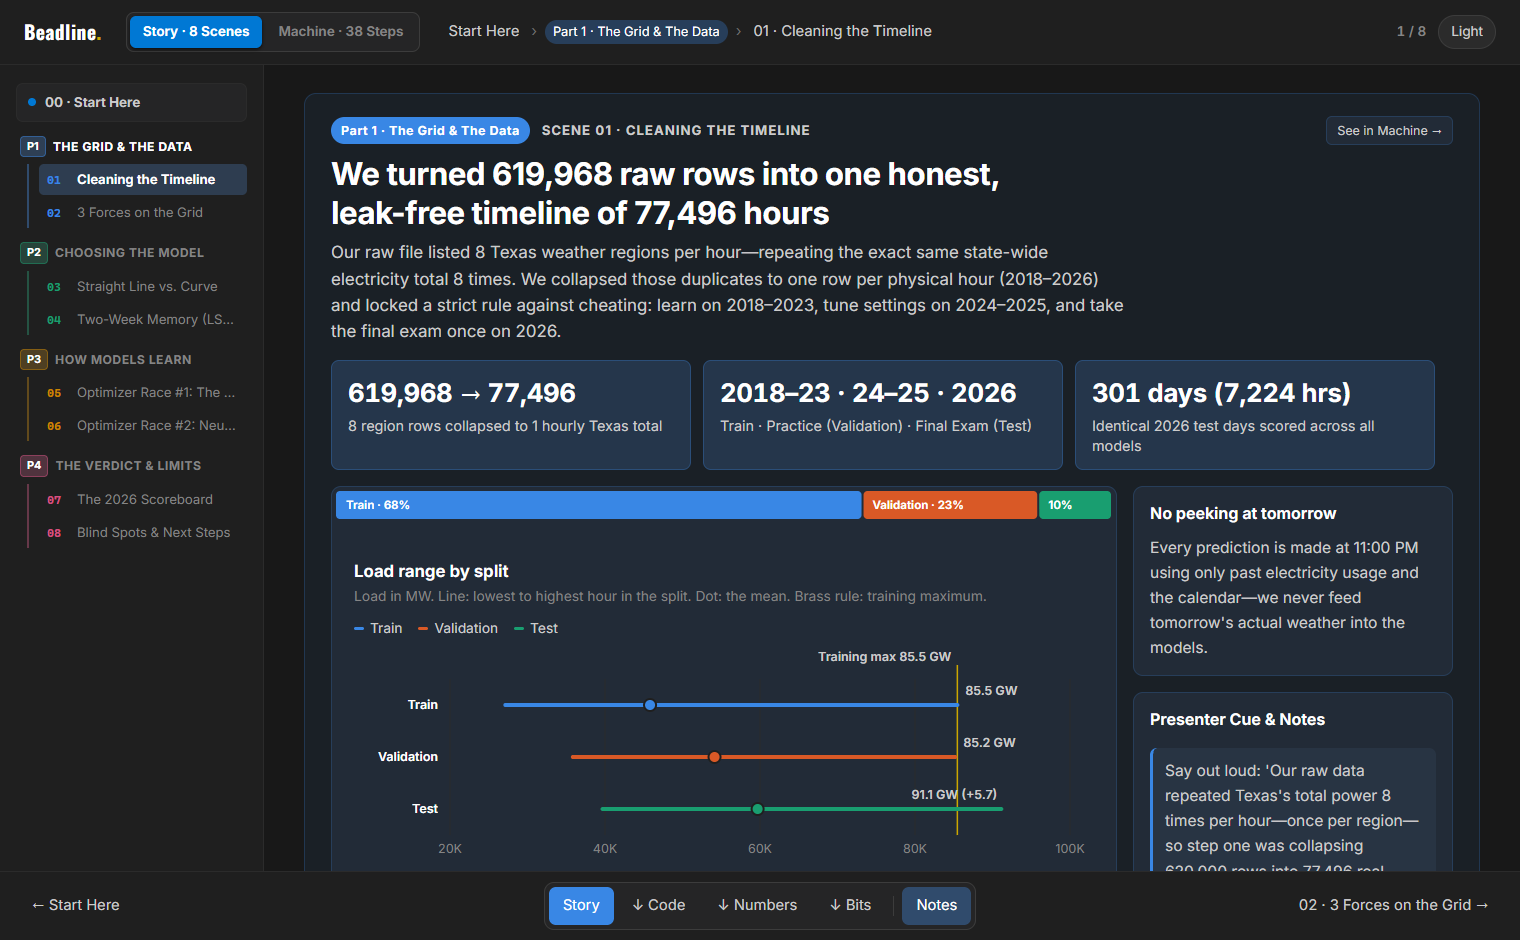 Beadline.
Story · 8 Scenes
Machine · 38 Steps
Start Here › Part 1 · The Grid & The Data › 01 · Cleaning the Timeline
1 / 8
Light
00 · Start Here
P1 THE GRID & THE DATA
01 Cleaning the Timeline
02 3 Forces on the Grid
P2 CHOOSING THE MODEL
03 Straight Line vs. Curve
04 Two-Week Memory (LS...
P3 HOW MODELS LEARN
05 Optimizer Race #1: The ...
06 Optimizer Race #2: Neu...
P4 THE VERDICT & LIMITS
07 The 2026 Scoreboard
08 Blind Spots & Next Steps
Part 1 · The Grid & The Data
SCENE 01 · CLEANING THE TIMELINE
See in Machine →
We turned 619,968 raw rows into one honest,
leak-free timeline of 77,496 hours
Our raw file listed 8 Texas weather regions per hour—repeating the exact same state-wide
electricity total 8 times. We collapsed those duplicates to one row per physical hour (2018–2026)
and locked a strict rule against cheating: learn on 2018–2023, tune settings on 2024–2025, and take
the final exam once on 2026.
619,968 → 77,496
8 region rows collapsed to 1 hourly Texas total
2018–23 · 24–25 · 2026
Train · Practice (Validation) · Final Exam (Test)
301 days (7,224 hrs)
Identical 2026 test days scored across all
models
Train · 68%
Validation · 23%
10%
Load range by split
Load in MW. Line: lowest to highest hour in the split. Dot: the mean. Brass rule: training maximum.
Train
Validation
Test
Training max 85.5 GW
Train
85.5 GW
Validation
85.2 GW
Test
91.1 GW (+5.7)
20K
40K
60K
80K
100K
No peeking at tomorrow
Every prediction is made at 11:00 PM
using only past electricity usage and
the calendar—we never feed
tomorrow's actual weather into the
models.
Presenter Cue & Notes
Say out loud: 'Our raw data
repeated Texas's total power 8
times per hour—once per region—
so step one was collapsing
620,000 rows into 77,496 real
← Start Here
Story
↓ Code
↓ Numbers
↓ Bits
Notes
02 · 3 Forces on the Grid →